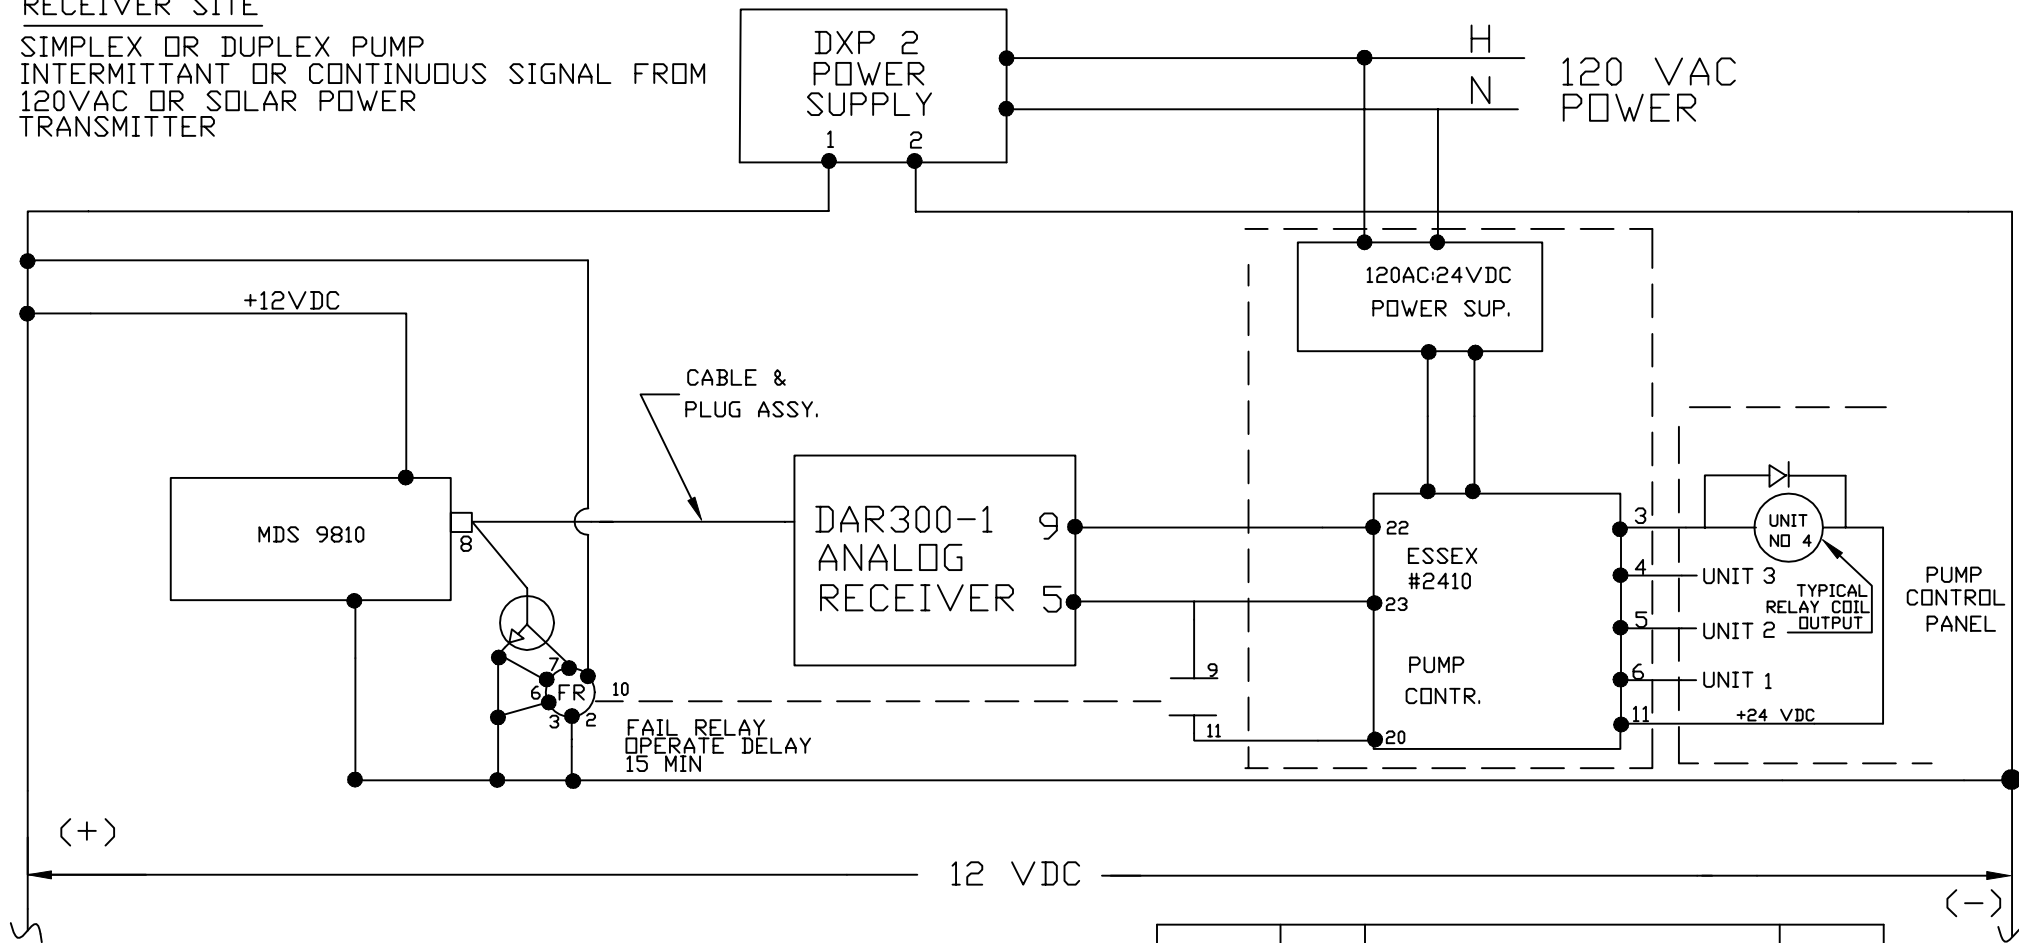 RECEIVER SITE
SIMPLEX OR DUPLEX PUMP
INTERMITTANT OR CONTINUOUS SIGNAL FROM
120VAC OR SOLAR POWER
TRANSMITTER
DXP 2
POWER
SUPPLY
1
2
H
N
120 VAC
POWER
+12VDC
120AC:24VDC
POWER SUP.
CABLE &
PLUG ASSY.
MDS 9810
8
DAR300-1
ANALOG
RECEIVER
9
5
22
23
20
ESSEX
#2410
PUMP
CONTR.
3
4
5
6
11
UNIT
NO 4
UNIT 3
UNIT 2
UNIT 1
+24 VDC
TYPICAL
RELAY COIL
OUTPUT
PUMP
CONTROL
PANEL
7
6
FR
10
3
2
FAIL RELAY
OPERATE DELAY
15 MIN
9
11
(+)
12 VDC
(-)